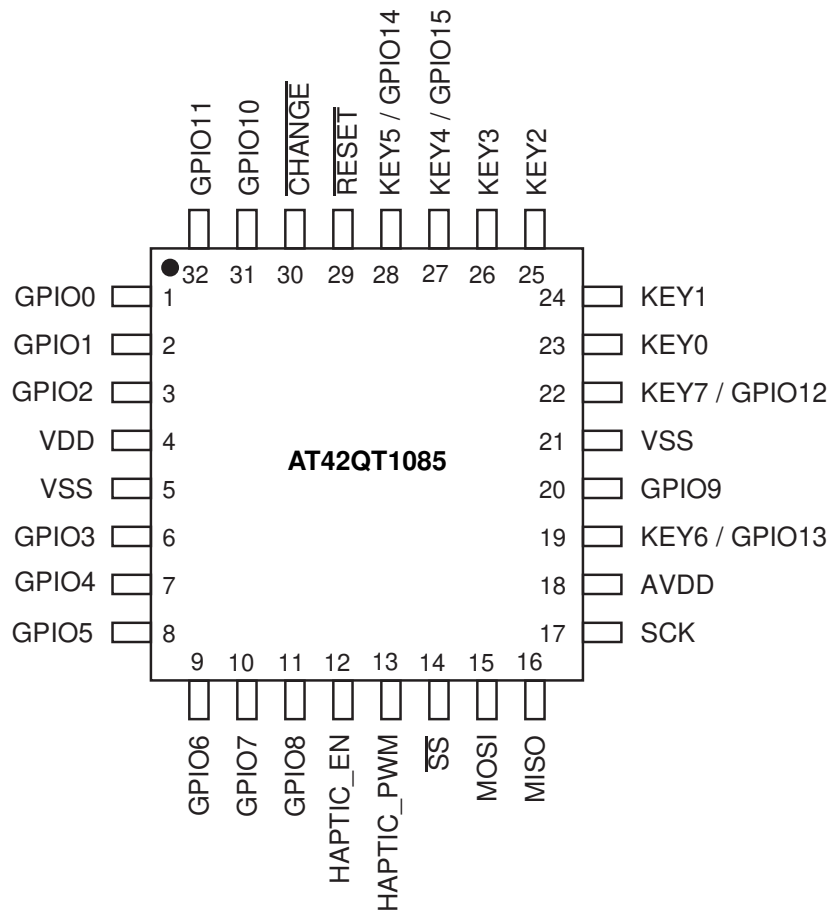 GPIO11
GPIO10
CHANGE
RESET
KEY5 / GPIO14
KEY4 / GPIO15
KEY3
KEY2
32 31 30 29 28 27 26 25
GPIO0 1
GPIO1 2
GPIO2 3
VDD 4
VSS 5
GPIO3 6
GPIO4 7
GPIO5 8
AT42QT1085
24 KEY1
23 KEY0
22 KEY7 / GPIO12
21 VSS
20 GPIO9
19 KEY6 / GPIO13
18 AVDD
17 SCK
9 10 11 12 13 14 15 16
GPIO6
GPIO7
GPIO8
HAPTIC_EN
HAPTIC_PWM
SS
MOSI
MISO